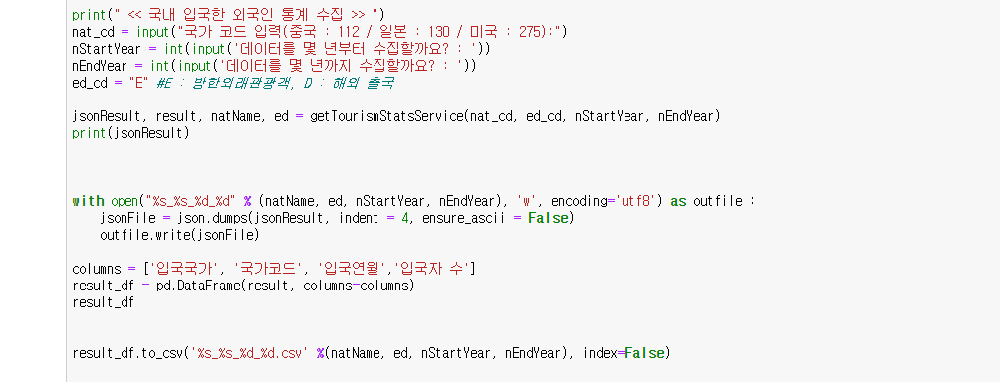 print(" << 국내 입국한 외국인 통계 수집 >> ")
nat_cd = input("국가 코드 입력(중국 : 112 / 일본 : 130 / 미국 : 275):")
nStartYear = int(input('데이터를 몇 년부터 수집할까요? : '))
nEndYear = int(input('데이터를 몇 년까지 수집할까요? : '))
ed_cd = "E" #E : 방한외래관광객, D : 해외 출국
jsonResult, result, natName, ed = getTourismStatsService(nat_cd, ed_cd, nStartYear, nEndYear)
print(jsonResult)
with open("%s_%s_%d_%d" % (natName, ed, nStartYear, nEndYear), 'w', encoding='utf8') as outfile :
    jsonFile = json.dumps(jsonResult, indent = 4, ensure_ascii = False)
    outfile.write(jsonFile)
columns = ['입국국가', '국가코드', '입국연월','입국자 수']
result_df = pd.DataFrame(result, columns=columns)
result_df
result_df.to_csv('%s_%s_%d_%d.csv' %(natName, ed, nStartYear, nEndYear), index=False)